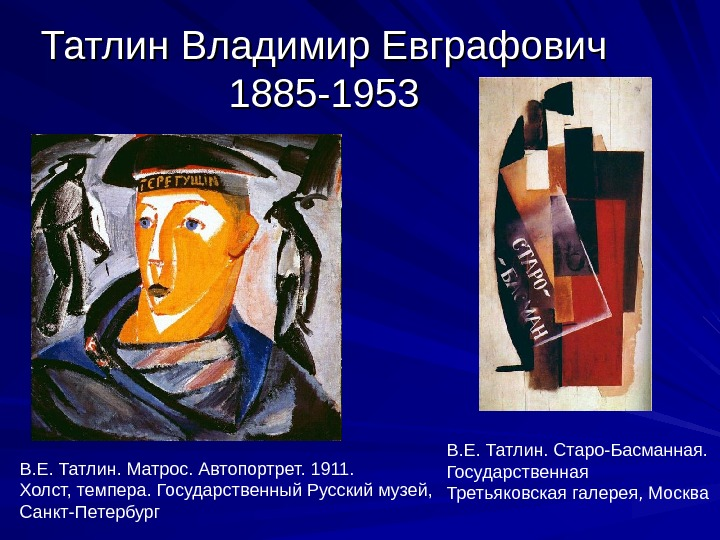 Татлин Владимир Евграфович
1885-1953
СТАРО-
-БАСМАН
В.Е. Татлин. Матрос. Автопортрет. 1911.
Холст, темпера. Государственный Русский музей,
Санкт-Петербург
В.Е. Татлин. Старо-Басманная.
Государственная
Третьяковская галерея, Москва